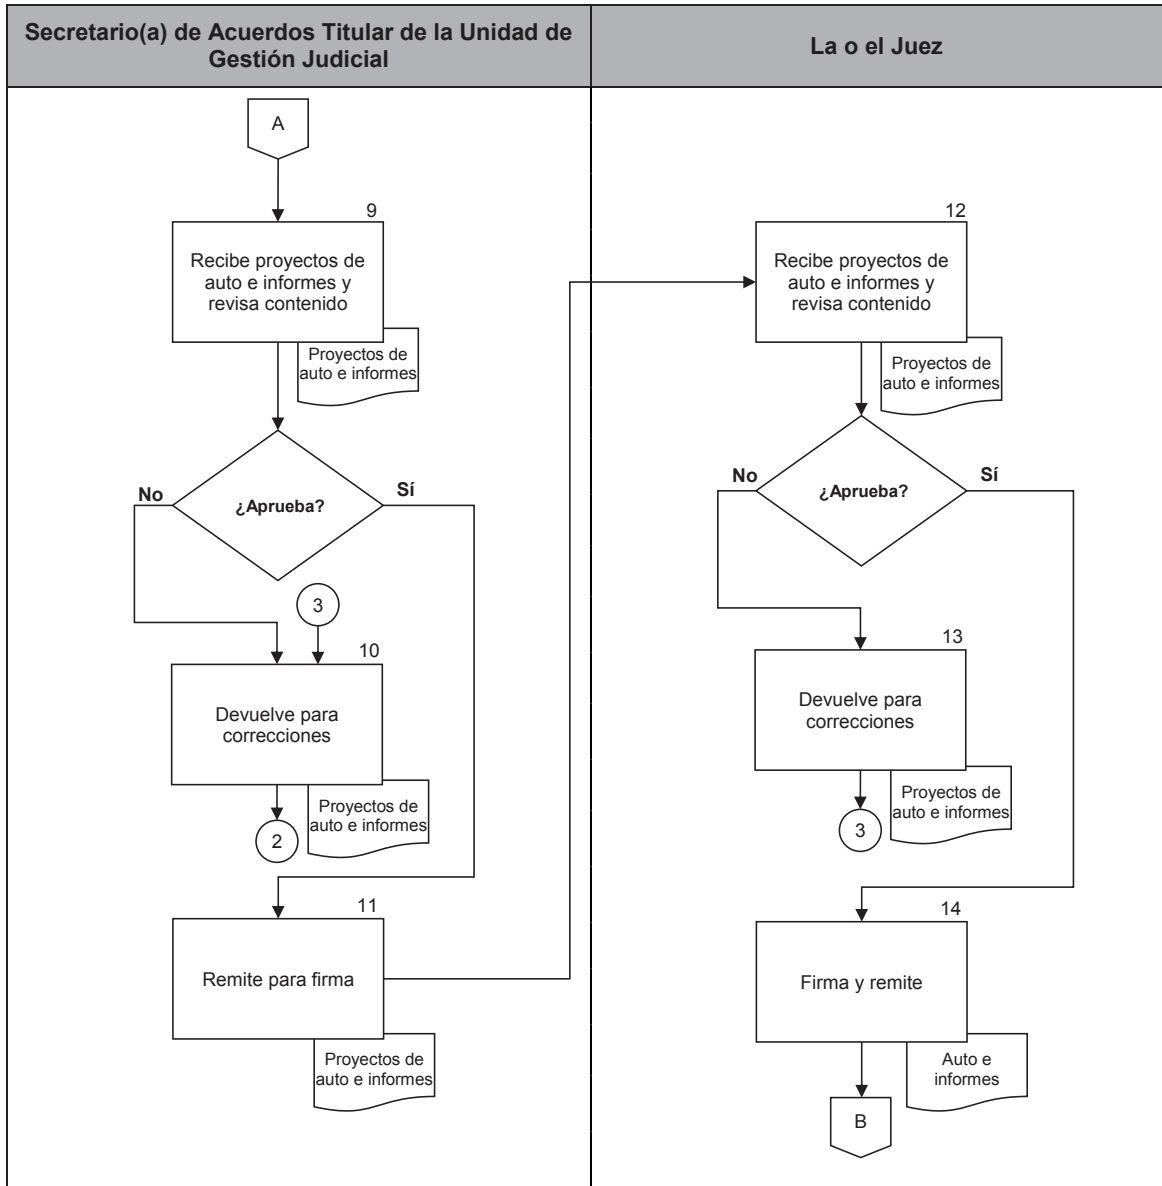 Secretario(a) de Acuerdos Titular de la Unidad de
Gestión Judicial
La o el Juez
A
9
Recibe proyectos de
auto e informes y
revisa contenido
Proyectos de
auto e informes
¿Aprueba?
No
Sí
3
10
Devuelve para
correcciones
Proyectos de
auto e informes
2
11
Remite para firma
Proyectos de
auto e informes
12
Recibe proyectos de
auto e informes y
revisa contenido
Proyectos de
auto e informes
¿Aprueba?
No
Sí
13
Devuelve para
correcciones
Proyectos de
auto e informes
3
14
Firma y remite
Auto e
informes
B